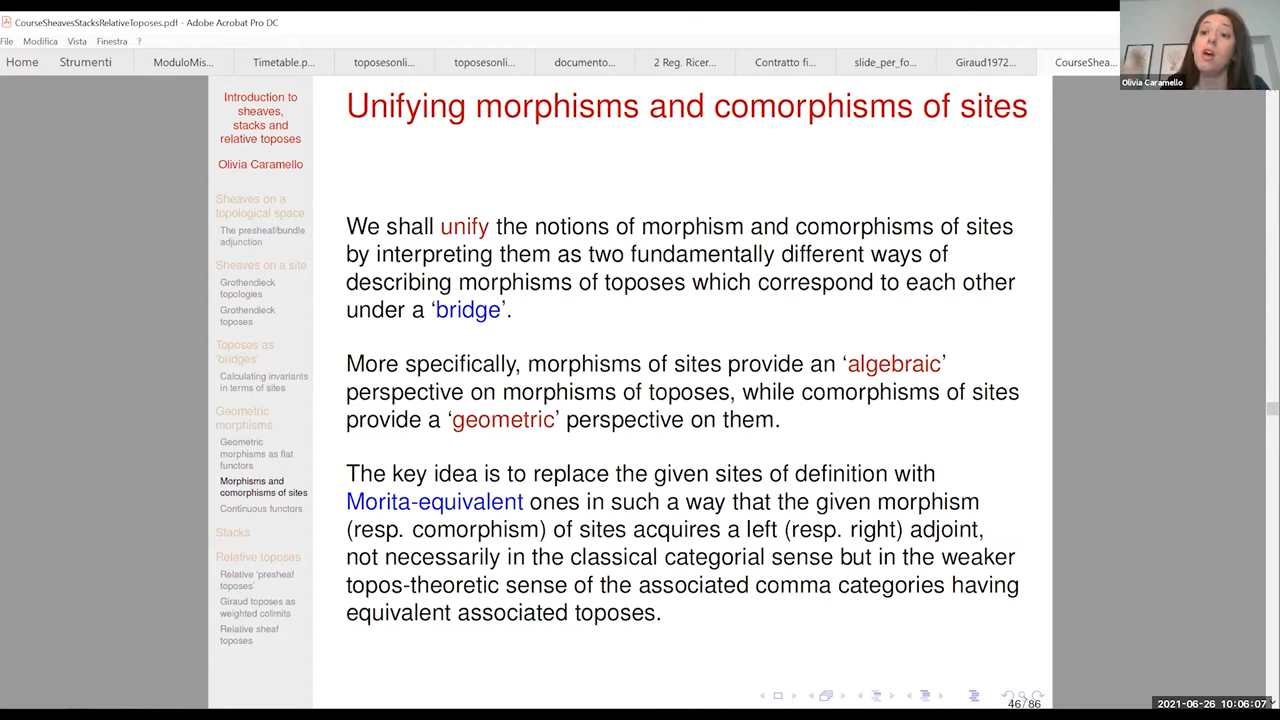 CourseSheavesStacksRelativeToposes.pdf - Adobe Acrobat Pro DC
File Modifica Vista Finestra ?
Home Strumenti ModuloMis... Timetable.p... toposesonli... toposesonli... documento... 2 Reg. Ricer... Contratto fi... slide_per_fo... Giraud1972... CourseShea...
Olivia Caramello
Introduction to
sheaves,
stacks and
relative toposes
Olivia Caramello
Sheaves on a
topological space
The presheaf/bundle
adjunction
Sheaves on a site
Grothendieck
topologies
Grothendieck
toposes
Toposes as
'bridges'
Calculating invariants
in terms of sites
Geometric
morphisms
Geometric
morphisms as flat
functors
Morphisms and
comorphisms of sites
Continuous functors
Stacks
Relative toposes
Relative 'presheaf
toposes'
Giraud toposes as
weighted colimits
Relative sheaf
toposes
Unifying morphisms and comorphisms of sites
We shall unify the notions of morphism and comorphisms of sites
by interpreting them as two fundamentally different ways of
describing morphisms of toposes which correspond to each other
under a 'bridge'.
More specifically, morphisms of sites provide an 'algebraic'
perspective on morphisms of toposes, while comorphisms of sites
provide a 'geometric' perspective on them.
The key idea is to replace the given sites of definition with
Morita-equivalent ones in such a way that the given morphism
(resp. comorphism) of sites acquires a left (resp. right) adjoint,
not necessarily in the classical categorial sense but in the weaker
topos-theoretic sense of the associated comma categories having
equivalent associated toposes.
46/86
2021-06-26 10:06:07